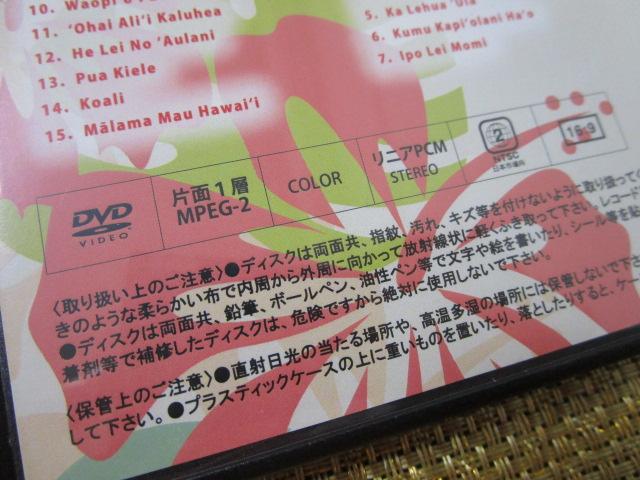 10. Waopi'o
11. 'Ohai Ali'i Kaluhea
12. He Lei No 'Aulani
13. Pua Kiele
14. Koali
15. Mālama Mau Hawai'i
5. Ka Lehua 'Ula
6. Kumu Kapi'olani Ha'o
7. Ipo Lei Momi
DVD VIDEO
片面1層
MPEG-2
COLOR
リニアPCM
STEREO
2
NTSC
日本市場向
16:9
〈取り扱い上のご注意〉●ディスクは両面共、指紋、汚れ、キズ等を付けないように取り扱って
きのような柔らかい布で内周から外周に向かって放射線状に軽くふき取って下さい。レコード
●ディスクは両面共、鉛筆、ボールペン、油性ペン等で文字や絵を書いたり、シール等を
着剤等で補修したディスクは、危険ですから絶対に使用しないで下さい。
〈保管上のご注意〉●直射日光の当たる場所や、高温多湿の場所には保管しないで下さ
して下さい。●プラスティックケースの上に重いものを置いたり、落としたりすると、ケー